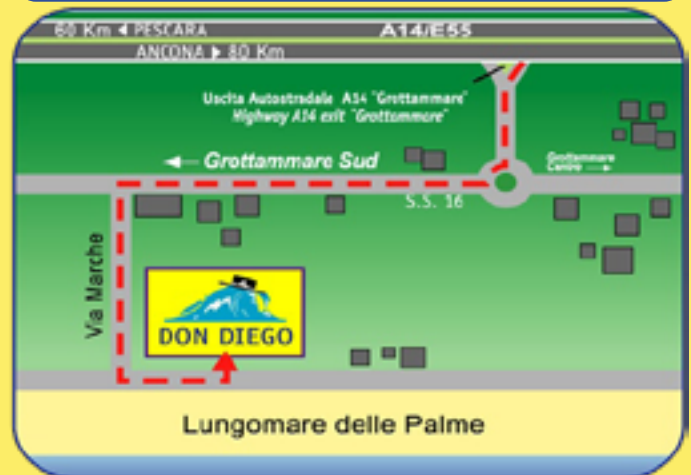 60 Km ◄ PESCARA
A14/E55
ANCONA ► 80 Km
Uscita Autostradale A14 "Grottammare"
Highway A14 exit "Grottammare"
← Grottammare Sud
Grottammare
Centro →
S.S. 16
Via Marche
DON DIEGO
Lungomare delle Palme